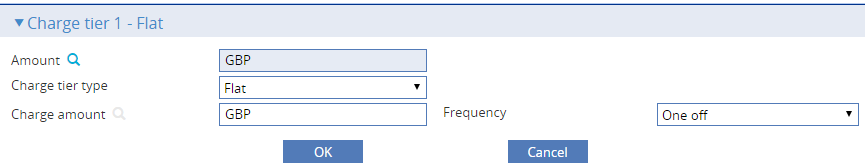 Charge tier 1 - Flat
Amount GBP
Charge tier type Flat
Charge amount GBP Frequency One off
OK Cancel